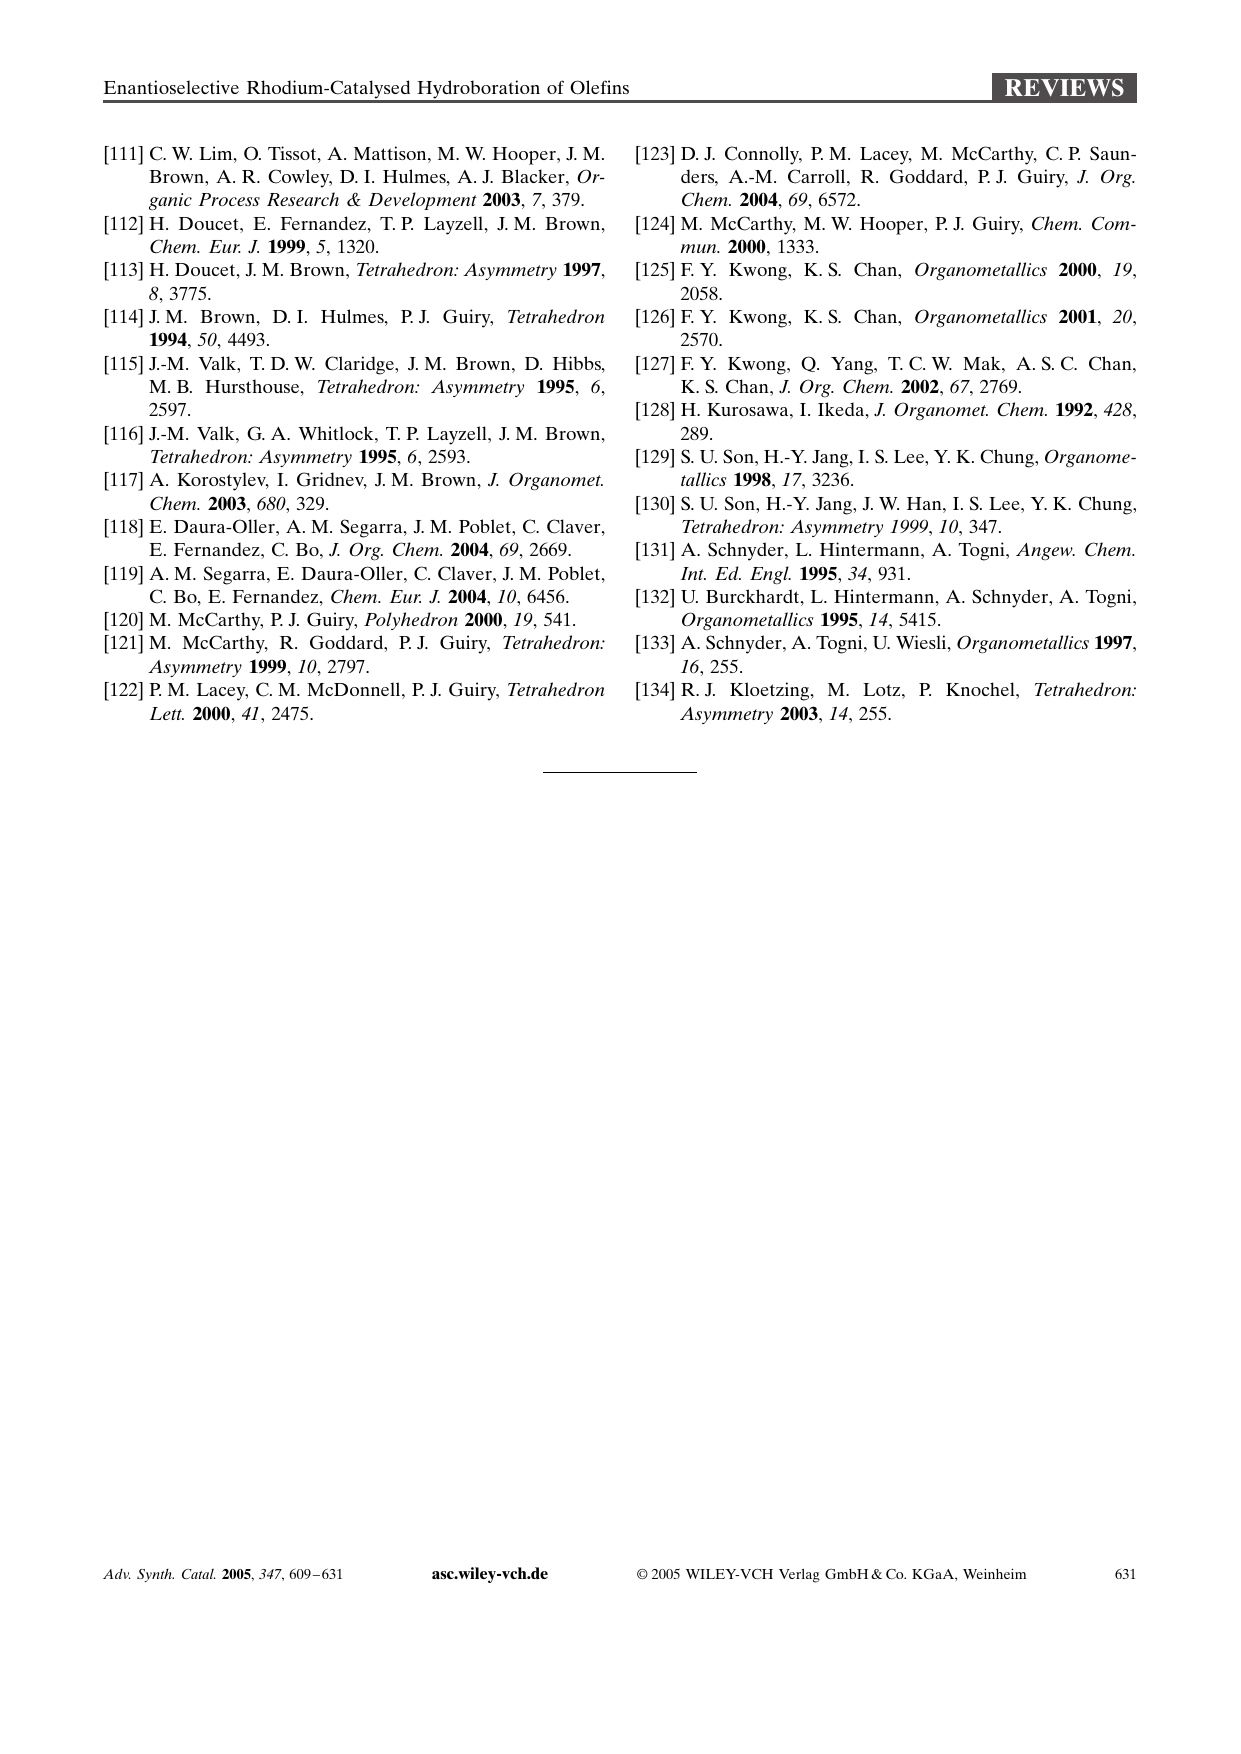 Enantioselective Rhodium-Catalysed Hydroboration of Olefins
REVIEWS
[111] C. W. Lim, O. Tissot, A. Mattison, M. W. Hooper, J. M.
Brown, A. R. Cowley, D. I. Hulmes, A. J. Blacker, Or-
ganic Process Research & Development 2003, 7, 379.
[112] H. Doucet, E. Fernandez, T. P. Layzell, J. M. Brown,
Chem. Eur. J. 1999, 5, 1320.
[113] H. Doucet, J. M. Brown, Tetrahedron: Asymmetry 1997,
8, 3775.
[114] J. M. Brown, D. I. Hulmes, P. J. Guiry, Tetrahedron
1994, 50, 4493.
[115] J.-M. Valk, T. D. W. Claridge, J. M. Brown, D. Hibbs,
M. B. Hursthouse, Tetrahedron: Asymmetry 1995, 6,
2597.
[116] J.-M. Valk, G. A. Whitlock, T. P. Layzell, J. M. Brown,
Tetrahedron: Asymmetry 1995, 6, 2593.
[117] A. Korostylev, I. Gridnev, J. M. Brown, J. Organomet.
Chem. 2003, 680, 329.
[118] E. Daura-Oller, A. M. Segarra, J. M. Poblet, C. Claver,
E. Fernandez, C. Bo, J. Org. Chem. 2004, 69, 2669.
[119] A. M. Segarra, E. Daura-Oller, C. Claver, J. M. Poblet,
C. Bo, E. Fernandez, Chem. Eur. J. 2004, 10, 6456.
[120] M. McCarthy, P. J. Guiry, Polyhedron 2000, 19, 541.
[121] M. McCarthy, R. Goddard, P. J. Guiry, Tetrahedron:
Asymmetry 1999, 10, 2797.
[122] P. M. Lacey, C. M. McDonnell, P. J. Guiry, Tetrahedron
Lett. 2000, 41, 2475.
[123] D. J. Connolly, P. M. Lacey, M. McCarthy, C. P. Saun-
ders, A.-M. Carroll, R. Goddard, P. J. Guiry, J. Org.
Chem. 2004, 69, 6572.
[124] M. McCarthy, M. W. Hooper, P. J. Guiry, Chem. Com-
mun. 2000, 1333.
[125] F. Y. Kwong, K. S. Chan, Organometallics 2000, 19,
2058.
[126] F. Y. Kwong, K. S. Chan, Organometallics 2001, 20,
2570.
[127] F. Y. Kwong, Q. Yang, T. C. W. Mak, A. S. C. Chan,
K. S. Chan, J. Org. Chem. 2002, 67, 2769.
[128] H. Kurosawa, I. Ikeda, J. Organomet. Chem. 1992, 428,
289.
[129] S. U. Son, H.-Y. Jang, I. S. Lee, Y. K. Chung, Organome-
tallics 1998, 17, 3236.
[130] S. U. Son, H.-Y. Jang, J. W. Han, I. S. Lee, Y. K. Chung,
Tetrahedron: Asymmetry 1999, 10, 347.
[131] A. Schnyder, L. Hintermann, A. Togni, Angew. Chem.
Int. Ed. Engl. 1995, 34, 931.
[132] U. Burckhardt, L. Hintermann, A. Schnyder, A. Togni,
Organometallics 1995, 14, 5415.
[133] A. Schnyder, A. Togni, U. Wiesli, Organometallics 1997,
16, 255.
[134] R. J. Kloetzing, M. Lotz, P. Knochel, Tetrahedron:
Asymmetry 2003, 14, 255.
Adv. Synth. Catal. 2005, 347, 609–631
asc.wiley-vch.de
© 2005 WILEY-VCH Verlag GmbH & Co. KGaA, Weinheim
631